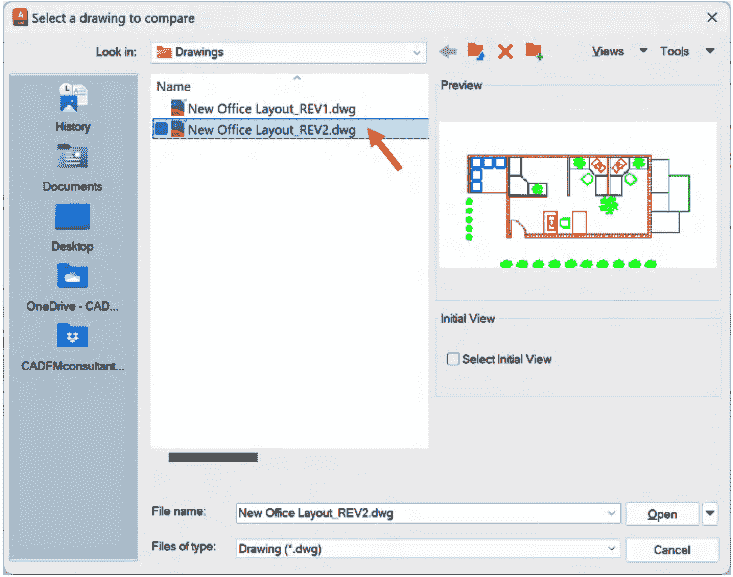 Select a drawing to compare
Look in: Drawings Views Tools
Name
New Office Layout_REV1.dwg
New Office Layout_REV2.dwg
History
Documents
Desktop
OneDrive - CAD...
CADFMconsultant...
Preview
Initial View
Select Initial View
File name: New Office Layout_REV2.dwg Open
Files of type: Drawing (*.dwg) Cancel